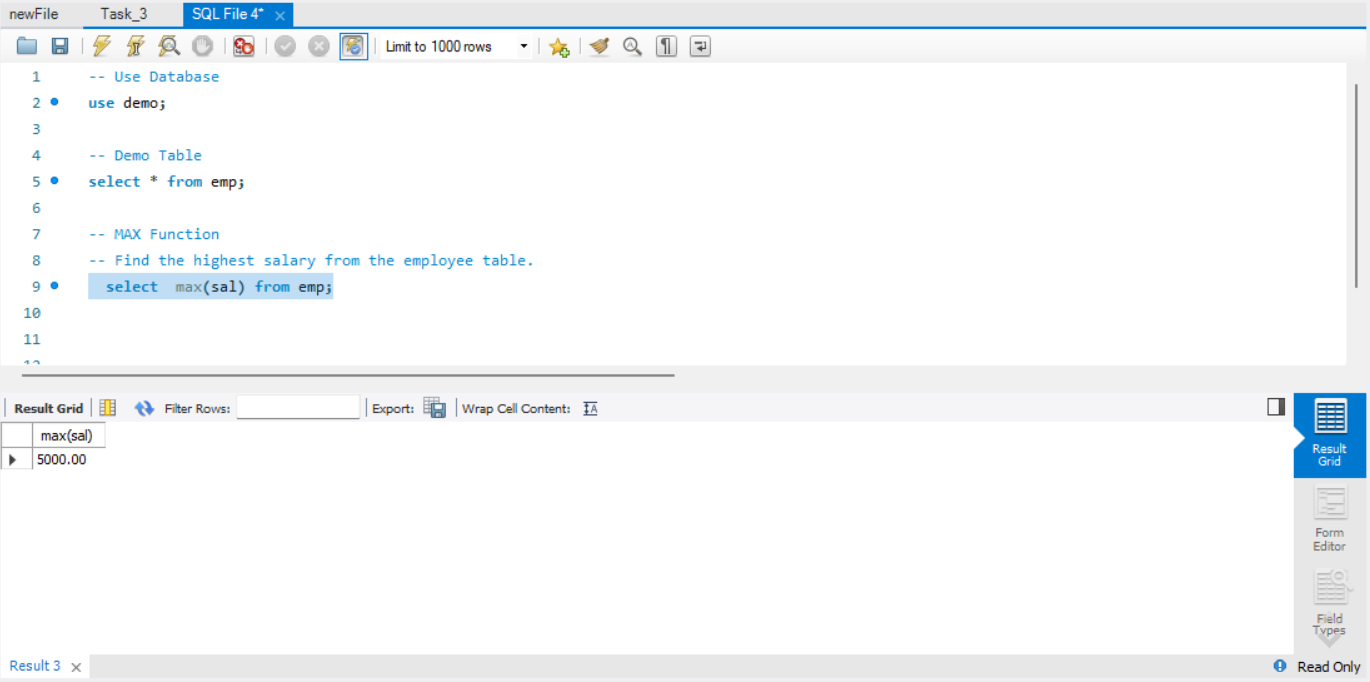 newFile Task_3 SQL File 4* ×
Limit to 1000 rows
1 -- Use Database
2 use demo;
3
4 -- Demo Table
5 select * from emp;
6
7 -- MAX Function
8 -- Find the highest salary from the employee table.
9 select  max(sal) from emp;
10
11
12
Result Grid Filter Rows: Export: Wrap Cell Content: IA
max(sal)
5000.00
Result
Grid
Form
Editor
Field
Types
Result 3 × Read Only